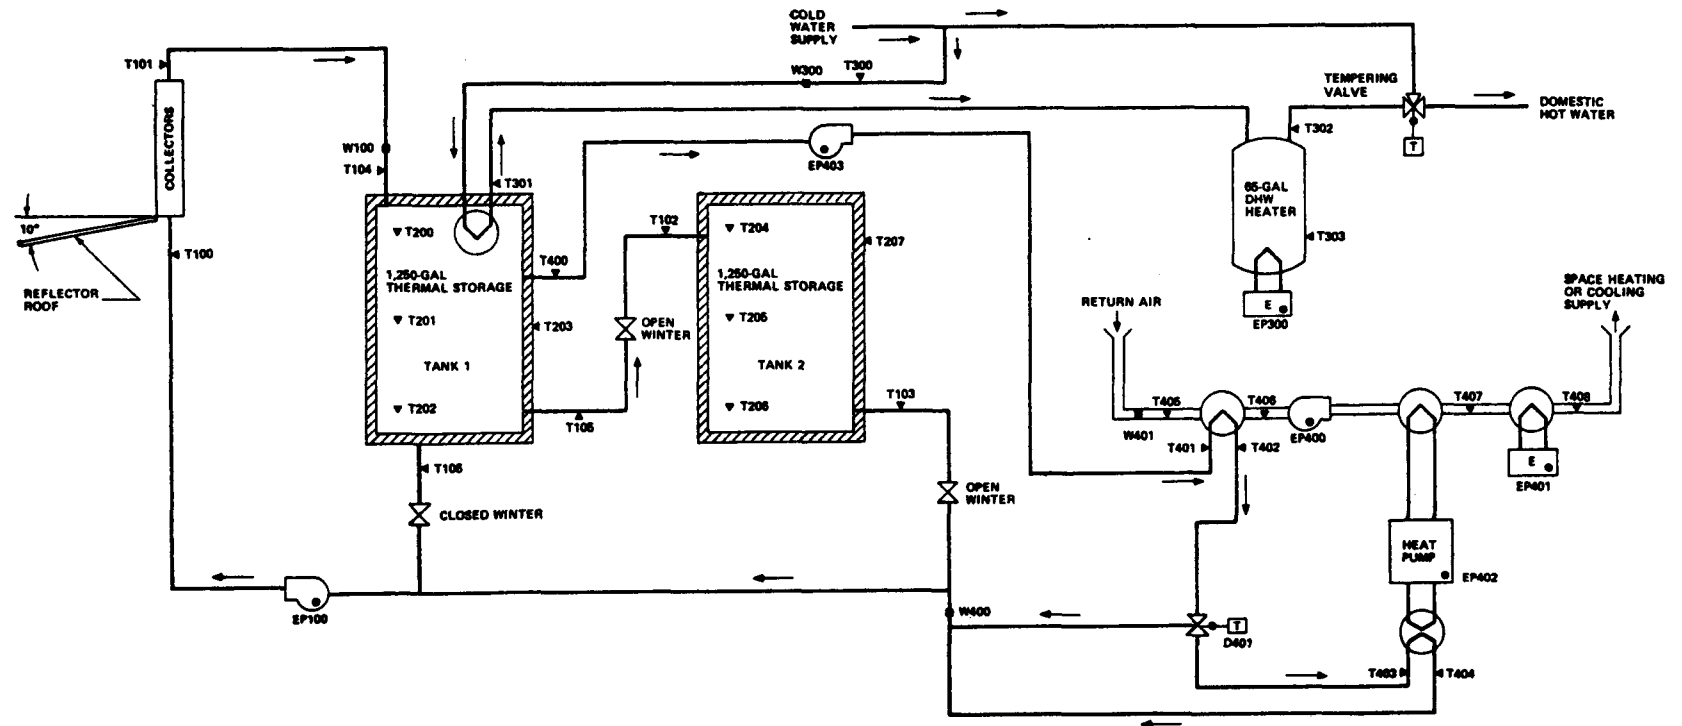 COLD
WATER
SUPPLY
T101
W300
T300
TEMPERING
VALVE
DOMESTIC
HOT WATER
COLLECTORS
W100
T104
T302
T
EP403
T301
10°
T100
REFLECTOR
ROOF
T200
1,250-GAL
THERMAL STORAGE
T201
TANK 1
T202
T203
T400
T102
OPEN
WINTER
T105
T204
1,250-GAL
THERMAL STORAGE
T205
TANK 2
T206
T207
65-GAL
DHW
HEATER
T303
E
EP300
RETURN AIR
SPACE HEATING
OR COOLING
SUPPLY
T103
T405
W401
T406
EP400
T407
T408
T401
T402
E
EP401
T106
CLOSED WINTER
OPEN
WINTER
HEAT
PUMP
EP402
EP100
W400
T
D401
T403
T404